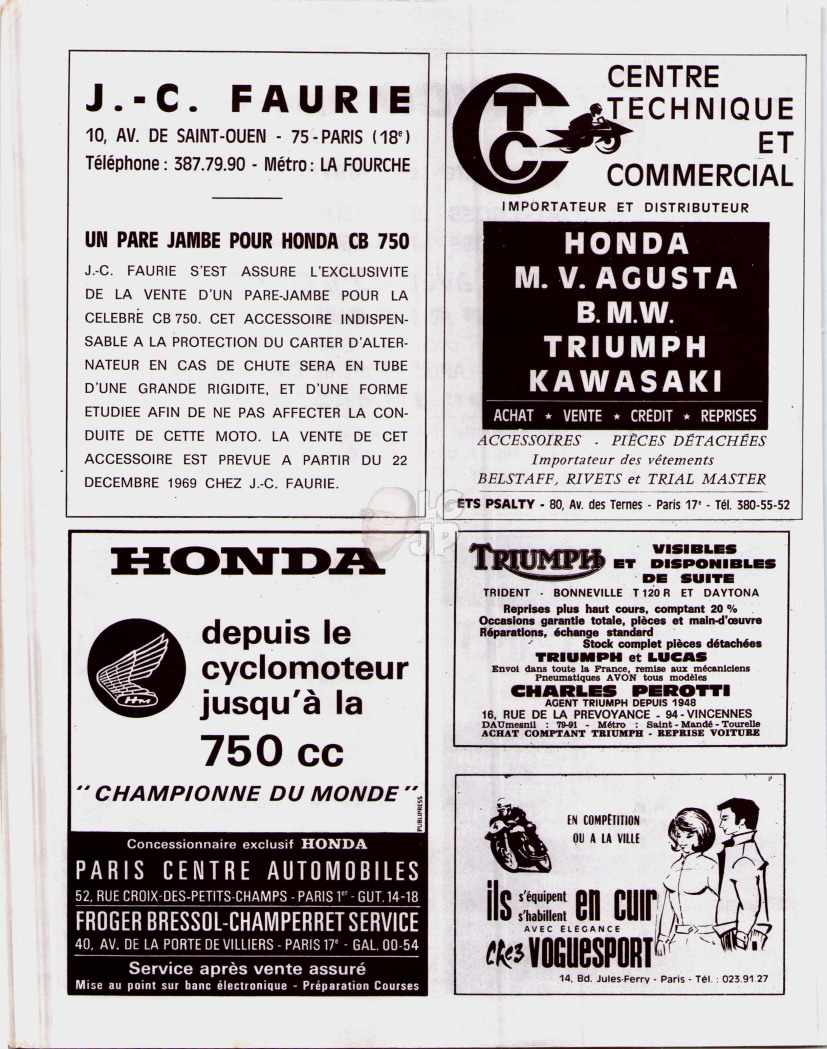 J.-C. FAURIE
10, AV. DE SAINT-OUEN - 75-PARIS (18e)
Téléphone : 387.79.90 - Métro : LA FOURCHE
UN PARE JAMBE POUR HONDA CB 750
J.-C. FAURIE S'EST ASSURE L'EXCLUSIVITE
DE LA VENTE D'UN PARE-JAMBE POUR LA
CELEBRE CB 750. CET ACCESSOIRE INDISPEN-
SABLE A LA PROTECTION DU CARTER D'ALTER-
NATEUR EN CAS DE CHUTE SERA EN TUBE
D'UNE GRANDE RIGIDITE, ET D'UNE FORME
ETUDIEE AFIN DE NE PAS AFFECTER LA CON-
DUITE DE CETTE MOTO. LA VENTE DE CET
ACCESSOIRE EST PREVUE A PARTIR DU 22
DECEMBRE 1969 CHEZ J.-C. FAURIE.
CTC
CENTRE
TECHNIQUE
ET
COMMERCIAL
IMPORTATEUR ET DISTRIBUTEUR
HONDA
M. V. AGUSTA
B. M. W.
TRIUMPH
KAWASAKI
ACHAT ★ VENTE ★ CRÉDIT ★ REPRISES
ACCESSOIRES - PIÈCES DÉTACHÉES
Importateur des vêtements
BELSTAFF, RIVETS et TRIAL MASTER
ETS PSALTY - 80, Av. des Ternes - Paris 17e - Tél. 380-55-52
LG
JP
HONDA
HM
depuis le
cyclomoteur
jusqu'à la
750 cc
"CHAMPIONNE DU MONDE"
PUBLIPRESS
Concessionnaire exclusif HONDA
PARIS CENTRE AUTOMOBILES
52, RUE CROIX-DES-PETITS-CHAMPS - PARIS 1er - GUT. 14-18
FROGER BRESSOL-CHAMPERRET SERVICE
40, AV. DE LA PORTE DE VILLIERS - PARIS 17e - GAL. 00-54
Service après vente assuré
Mise au point sur banc électronique - Préparation Courses
TRIUMPH
VISIBLES
ET DISPONIBLES
DE SUITE
TRIDENT - BONNEVILLE T 120 R ET DAYTONA
Reprises plus haut cours, comptant 20 %
Occasions garantie totale, pièces et main-d'œuvre
Réparations, échange standard
Stock complet pièces détachées
TRIUMPH et LUCAS
Envoi dans toute la France, remise aux mécaniciens
Pneumatiques AVON tous modèles
CHARLES PEROTTI
AGENT TRIUMPH DEPUIS 1948
16, RUE DE LA PREVOYANCE - 94-VINCENNES
DAUmesnil : 79-91 - Métro : Saint-Mandé-Tourelle
ACHAT COMPTANT TRIUMPH - REPRISE VOITURE
EN COMPÉTITION
OU A LA VILLE
ils s'équipent s'habillent en cuir
AVEC ÉLÉGANCE
chez VOGUESPORT
14, Bd. Jules-Ferry - Paris - Tél. : 023.91.27